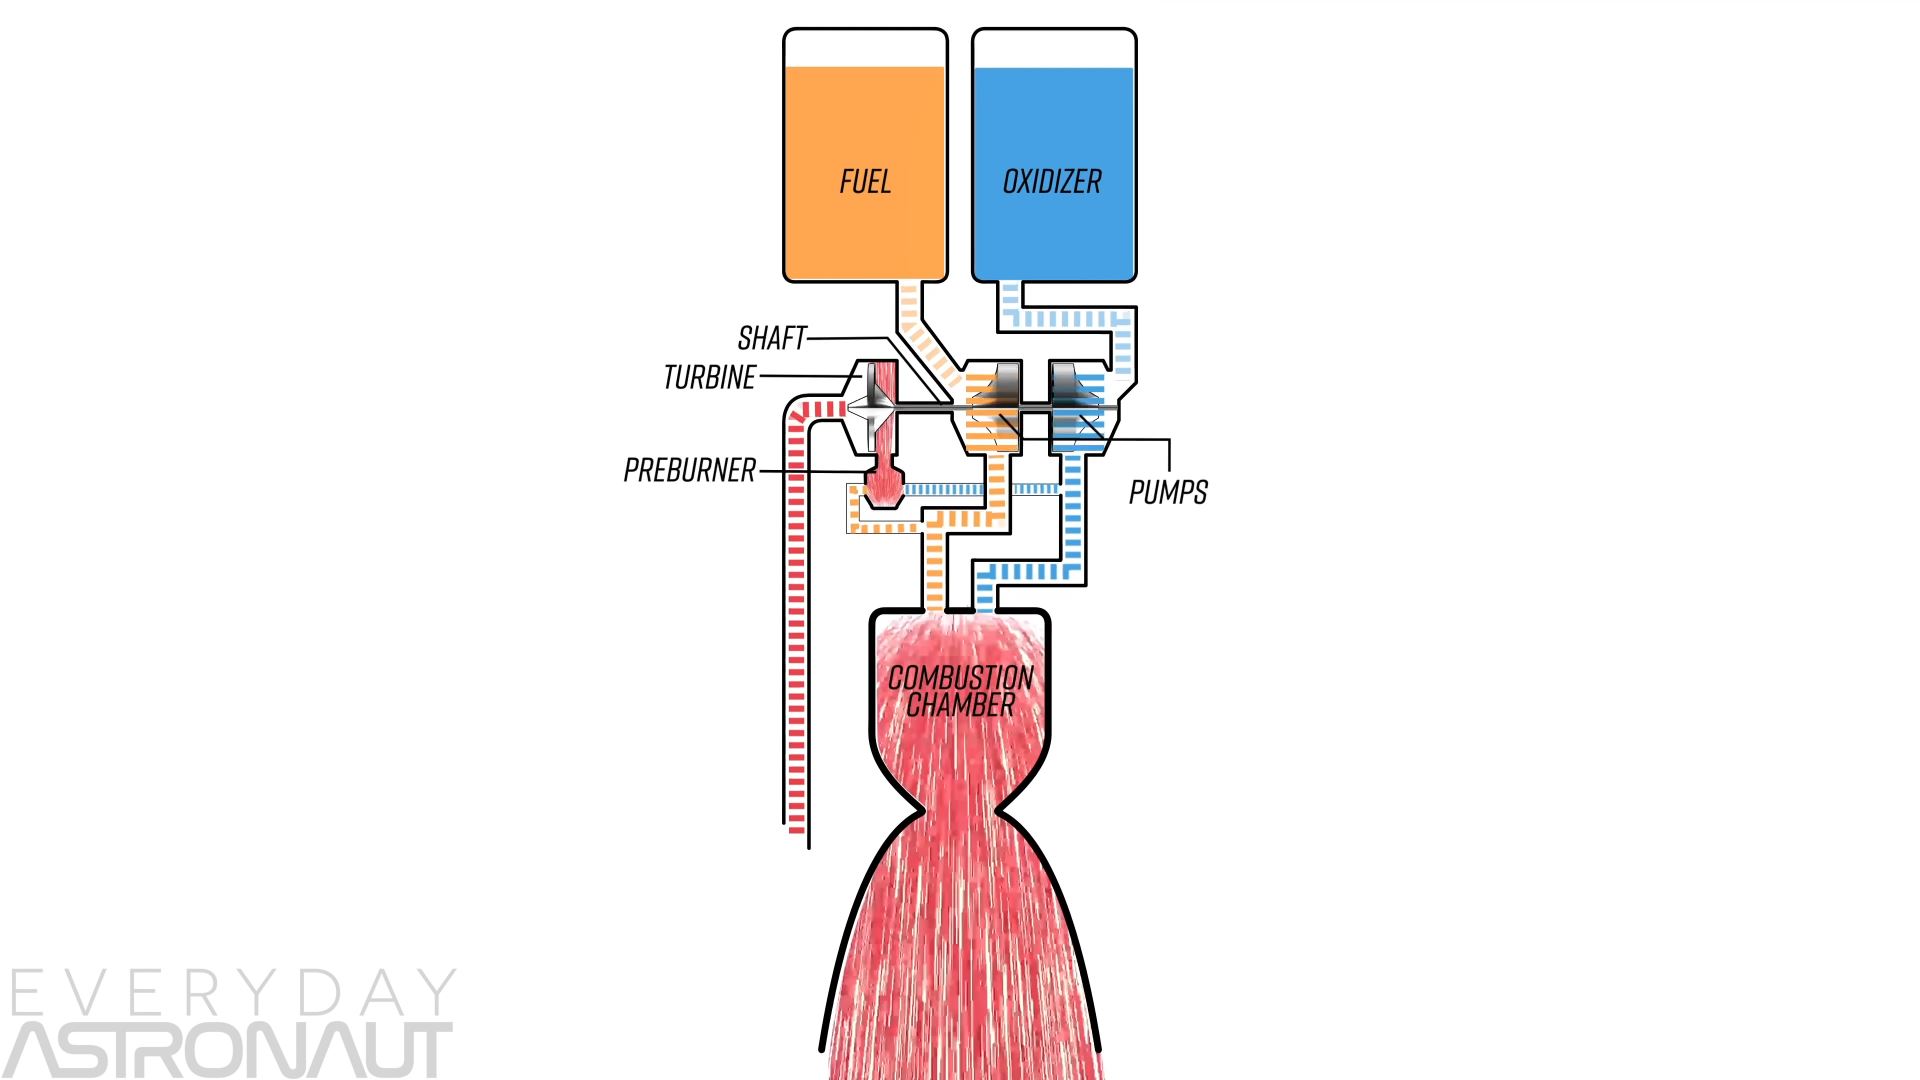 FUEL
OXIDIZER
SHAFT
TURBINE
PREBURNER
PUMPS
COMBUSTION
CHAMBER
EVERYDAY
ASTRONAUT